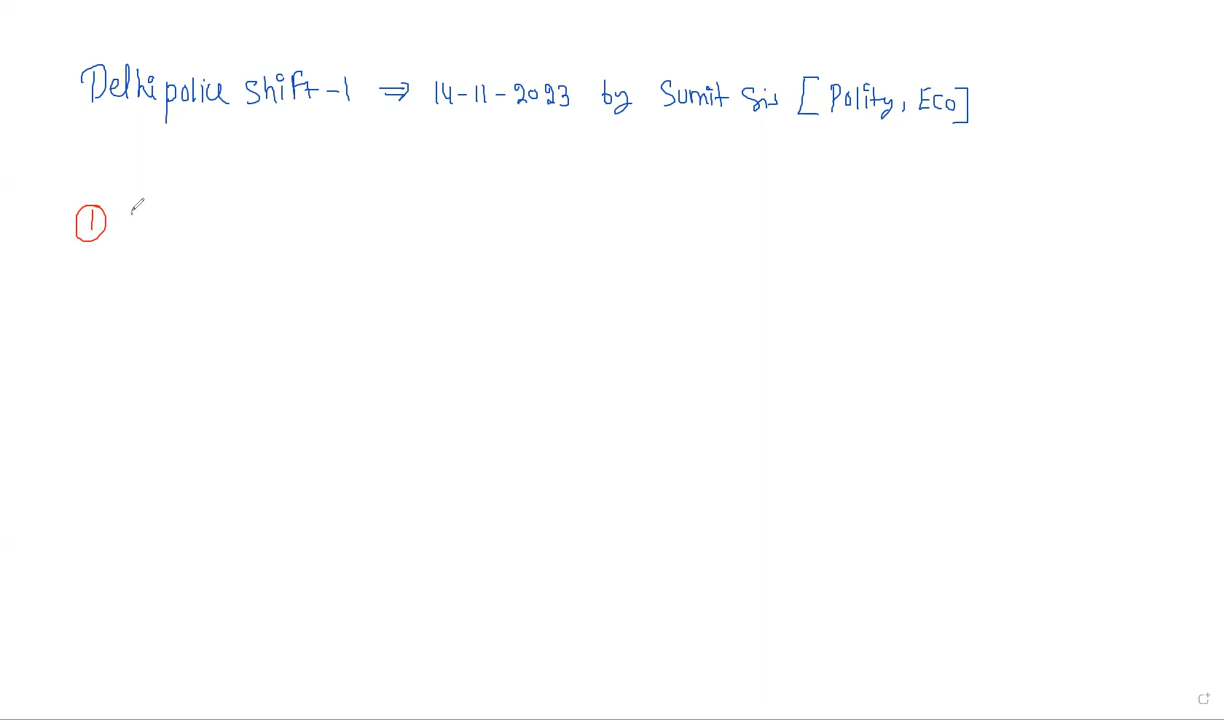 Delhi police Shift-1 ⇒ 14-11-2023 by Sumit Sir [Polity, Eco]
1